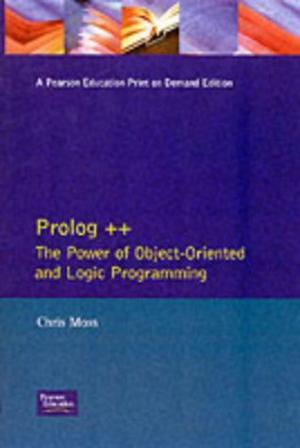 A Pearson Education Print on Demand Edition
Prolog ++
The Power of Object-Oriented
and Logic Programming
Chris Moss
Pearson
Education